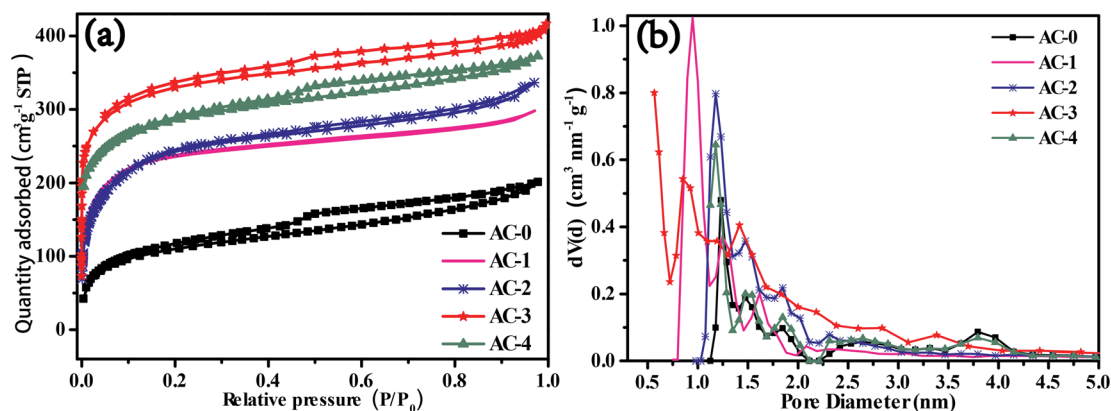 (a)
Quantity adsorbed (cm³g⁻¹ STP)
400
300
200
100
0
AC-0
AC-1
AC-2
AC-3
AC-4
0.0 0.2 0.4 0.6 0.8 1.0
Relative pressure (P/P₀)
(b)
dV(d) (cm³ nm⁻¹ g⁻¹)
1.0
0.8
0.6
0.4
0.2
0.0
AC-0
AC-1
AC-2
AC-3
AC-4
0.5 1.0 1.5 2.0 2.5 3.0 3.5 4.0 4.5 5.0
Pore Diameter(nm)